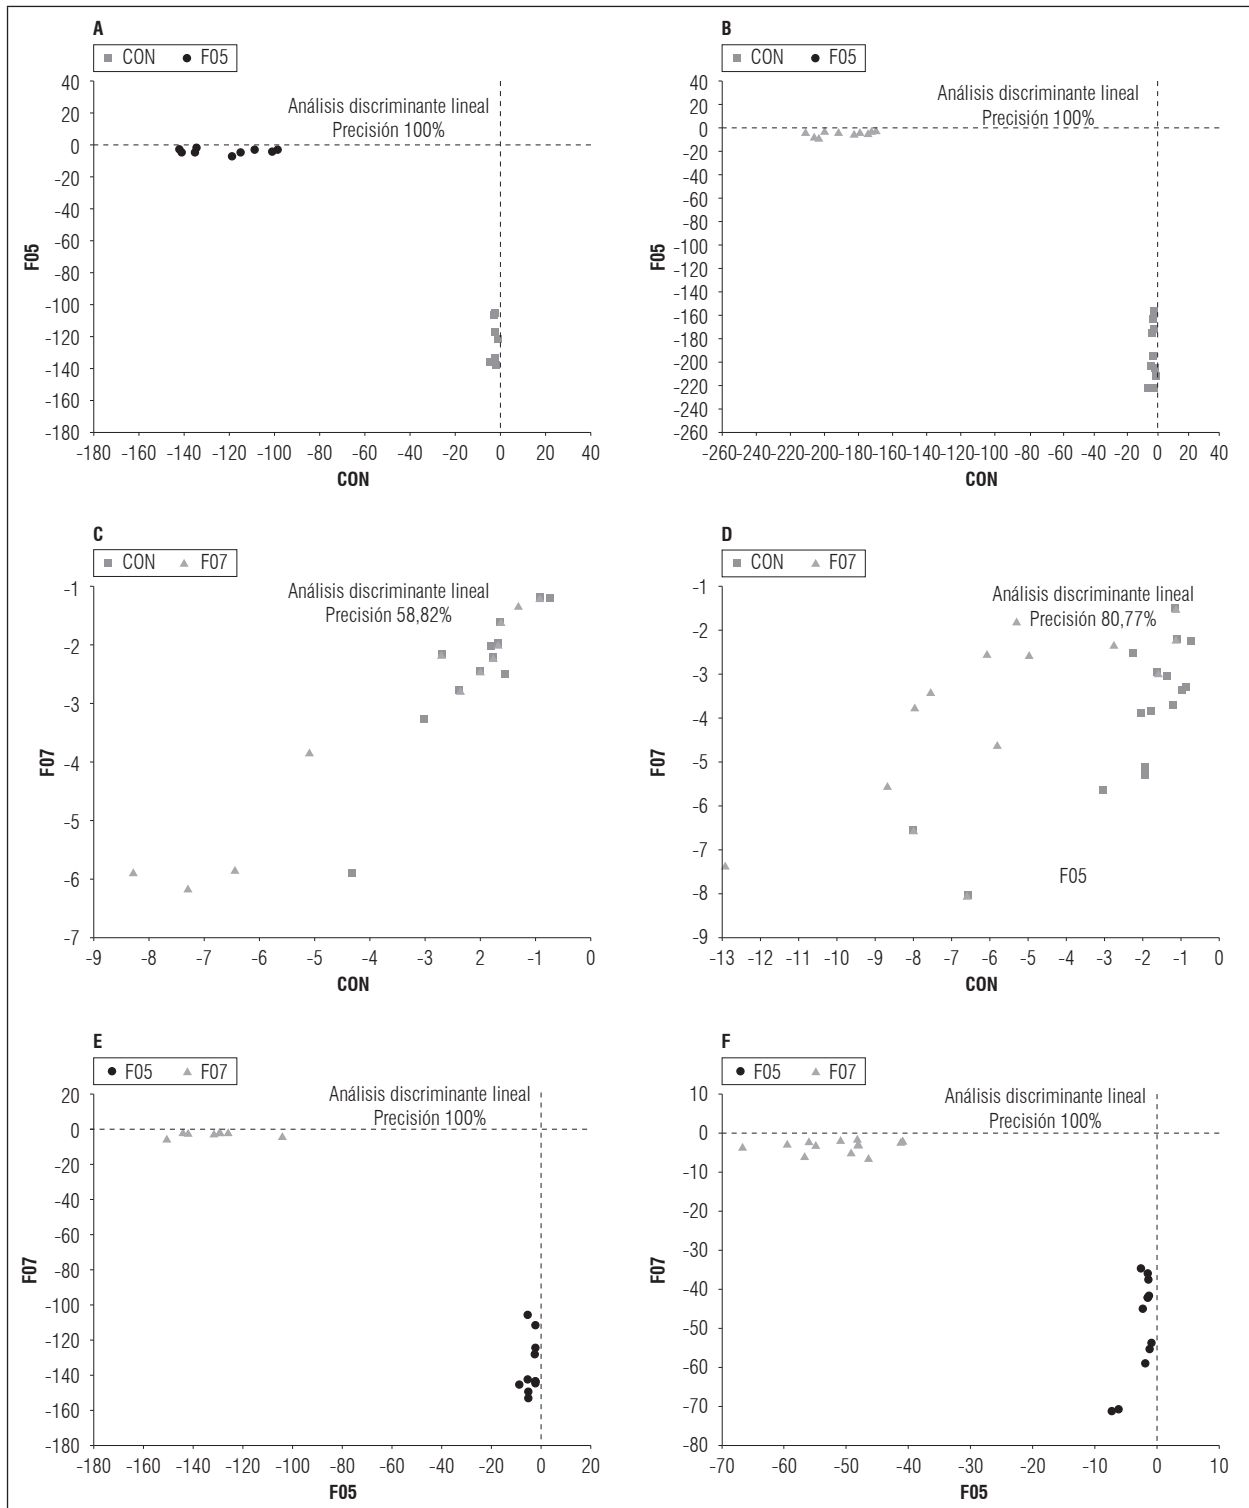 A
CON F05
Análisis discriminante lineal
Precisión 100%
40
20
0
-20
-40
-60
-80
-100
-120
-140
-160
-180
F05
-180 -160 -140 -120 -100 -80 -60 -40 -20 0 20 40
CON
B
CON F05
Análisis discriminante lineal
Precisión 100%
40
20
0
-20
-40
-60
-80
-100
-120
-140
-160
-180
-200
-220
-240
-260
F05
-260-240-220-200-180-160-140-120-100 -80 -60 -40 -20 0 20 40
CON
C
CON F07
Análisis discriminante lineal
Precisión 58,82%
-1
-2
-3
-4
-5
-6
-7
F07
-9 -8 -7 -6 -5 -4 -3 2 -1 0
CON
D
CON F07
Análisis discriminante lineal
Precisión 80,77%
-1
-2
-3
-4
-5
-6
-7
-8
-9
F07
F05
-13 -12 -11 -10 -9 -8 -7 -6 -5 -4 -3 -2 -1 0
CON
E
F05 F07
Análisis discriminante lineal
Precisión 100%
20
0
-20
-40
-60
-80
-100
-120
-140
-160
-180
F07
-180 -160 -140 -120 -100 -80 -60 -40 -20 0 20
F05
F
F05 F07
Análisis discriminante lineal
Precisión 100%
10
0
-10
-20
-30
-40
-50
-60
-70
-80
F07
-70 -60 -50 -40 -30 -20 -10 0 10
F05